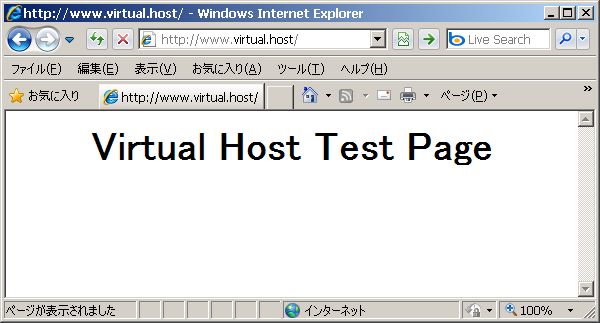 http://www.virtual.host/ - Windows Internet Explorer
http://www.virtual.host/
Live Search
ファイル(F) 編集(E) 表示(V) お気に入り(A) ツール(T) ヘルプ(H)
お気に入り http://www.virtual.host/ ページ(P)
Virtual Host Test Page
ページが表示されました インターネット 100%